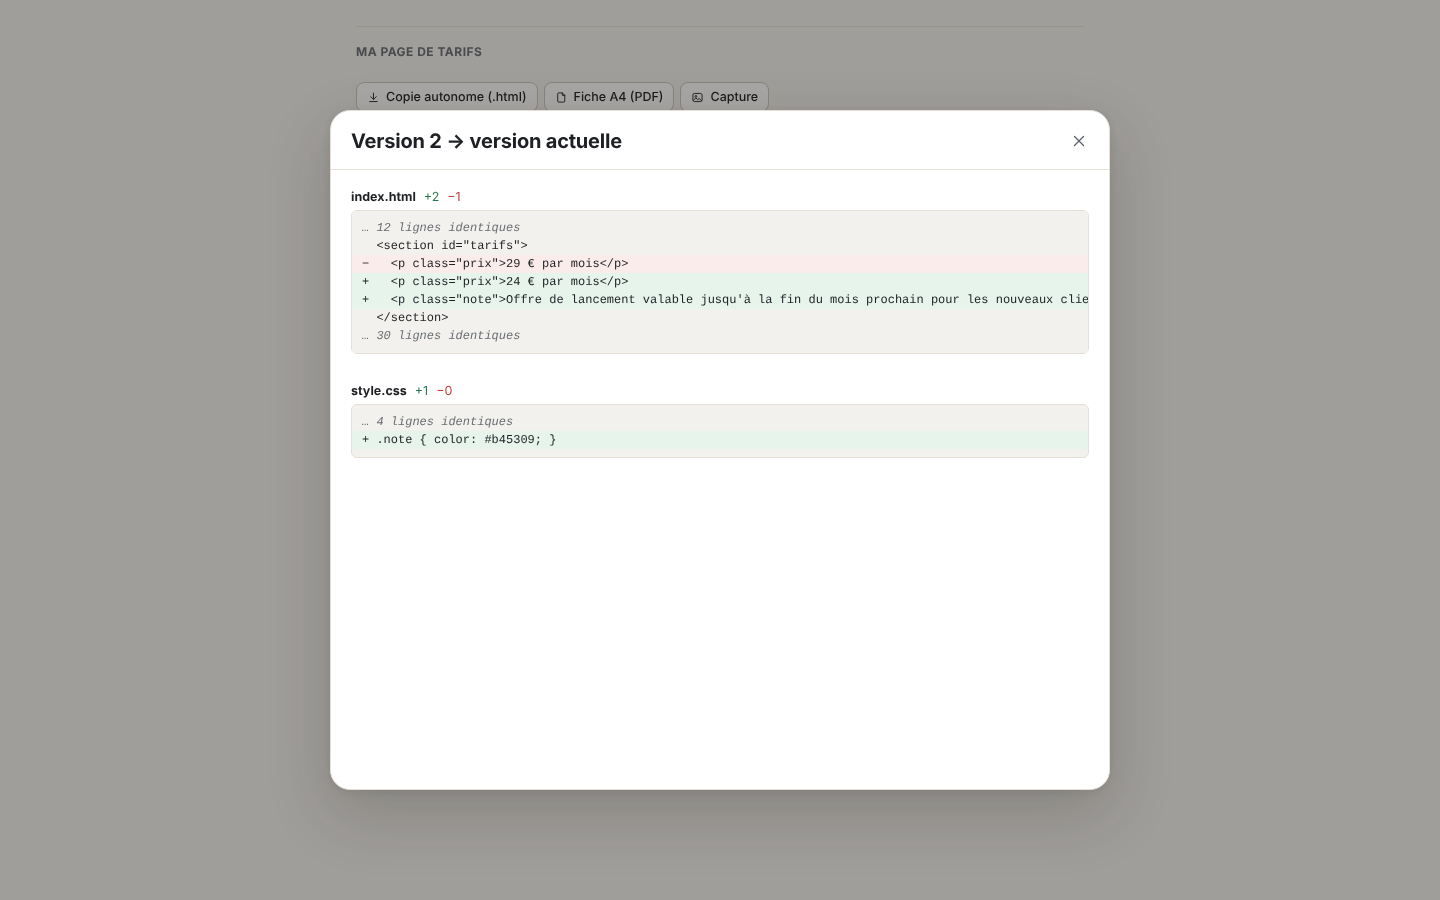 MA PAGE DE TARIFS
Copie autonome (.html) Fiche A4 (PDF) Capture
Version 2 → version actuelle
index.html +2 −1
… 12 lignes identiques
<section id="tarifs">
− <p class="prix">29 € par mois</p>
+ <p class="prix">24 € par mois</p>
+ <p class="note">Offre de lancement valable jusqu'à la fin du mois prochain pour les nouveaux clie
</section>
… 30 lignes identiques
style.css +1 −0
… 4 lignes identiques
+ .note { color: #b45309; }